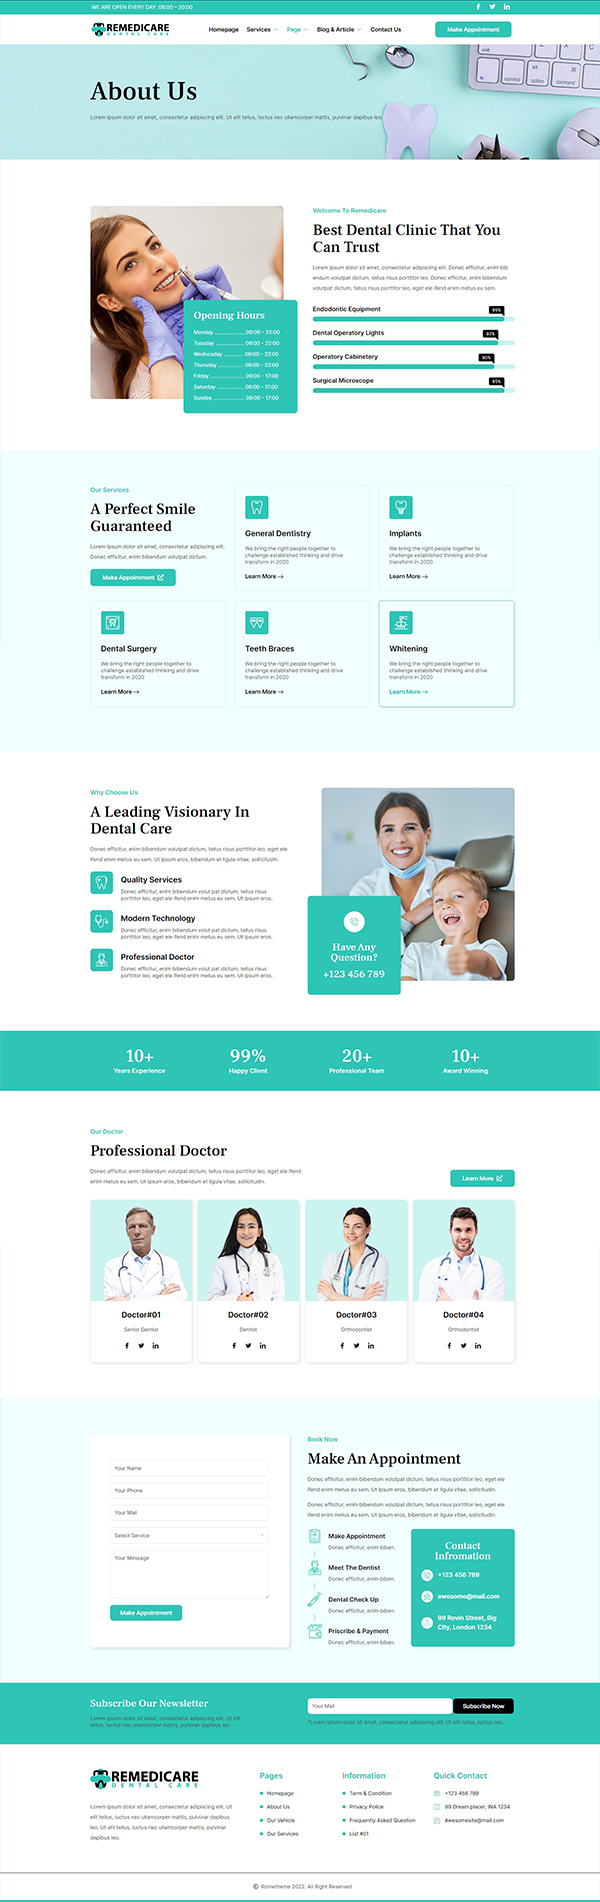 WE ARE OPEN EVERY DAY 08:00 – 20:00
REMEDICARE
DENTAL CARE
Homepage Services Page Blog & Article Contact Us
Make Appointment
About Us
Lorem ipsum dolor sit amet, consectetur adipiscing elit. Ut elit tellus, luctus nec ullamcorper mattis, pulvinar dapibus leo.
control option command
Welcome To Remedicare
Best Dental Clinic That You
Can Trust
Lorem ipsum dolor sit amet, consectetur adipiscing elit. Donec efficitur, enim bib
endum volutpat dictum, tellus risus porttitor leo. Donec efficitur, enim bibendum
volutpat dictum, tellus risus porttitor leo, eget ele ifend enim metus eu sem.
Endodontic Equipment
95%
Dental Operatory Lights
92%
Operatory Cabinetery
90%
Surgical Microscope
95%
Opening Hours
Monday ................ 09:00 - 22:00
Tuesday ................ 09:00 - 22:00
Wednesday ............ 09:00 - 22:00
Thursday ............... 09:00 - 22:00
Friday ................... 09:00 - 17:00
Saturday ............... 09:00 - 17:00
Sunday ................. 09:00 - 17:00
Our Services
A Perfect Smile
Guaranteed
Lorem ipsum dolor sit amet, consectetur adipiscing elit.
Donec efficitur, enim bibendum volutpat dictum.
Make Appointment
General Dentistry
We bring the right people together to
challenge established thinking and drive
transform in 2020
Learn More
Implants
We bring the right people together to
challenge established thinking and drive
transform in 2020
Learn More
Dental Surgery
We bring the right people together to
challenge established thinking and drive
transform in 2020
Learn More
Teeth Braces
We bring the right people together to
challenge established thinking and drive
transform in 2020
Learn More
Whitening
We bring the right people together to
challenge established thinking and drive
transform in 2020
Learn More
Why Choose Us
A Leading Visionary In
Dental Care
Donec efficitur, enim bibendum volutpat dictum, tellus risus porttitor leo, eget ele
ifend enim metus eu sem. Ut ipsum eros, bibendum et ligula vitae, sollicitudin.
Quality Services
Donec efficitur, enim bibendum volut pat dictum, tellus risus
porttitor leo, eget ele ifend enim metus eu sem. Ut ipsum eros.
Modern Technology
Donec efficitur, enim bibendum volut pat dictum, tellus risus
porttitor leo, eget ele ifend enim metus eu sem. Ut ipsum eros.
Professional Doctor
Donec efficitur, enim bibendum volut pat dictum, tellus risus
porttitor leo, eget ele ifend enim metus eu sem. Ut ipsum eros.
Have Any
Question?
+123 456 789
10+ 99% 20+ 10+
Years Experience Happy Client Professional Team Award Winning
Our Doctor
Professional Doctor
Donec efficitur, enim bibendum volutpat dictum, tellus risus porttitor leo, eget ele ifend
enim metus eu sem. Ut ipsum eros, bibendum et ligula vitae, sollicitudin.
Learn More
Doctor#01 Doctor#02 Doctor#03 Doctor#04
Senior Dentist Dentist Orthodontist Orthodontist
Your Name
Your Phone
Your Mail
Select Service
Your Message
Make Appointment
Book Now
Make An Appointment
Donec efficitur, enim bibendum volutpat dictum, tellus risus porttitor leo, eget ele
ifend enim metus eu sem. Ut ipsum eros, bibendum et ligula vitae, sollicitudin.
Donec efficitur, enim bibendum volutpat dictum, tellus risus porttitor leo, eget ele
ifend enim metus eu sem. Ut ipsum eros, bibendum et ligula vitae, sollicitudin.
Make Appointment
Donec efficitur, enim biben.
Meet The Dentist
Donec efficitur, enim biben.
Dental Check Up
Donec efficitur, enim biben.
Priscribe & Payment
Donec efficitur, enim biben.
Contact
Infromation
+123 456 789
awesome@mail.com
99 Rovin Street, Big
City, London 1234
Subscribe Our Newsletter
Lorem ipsum dolor sit amet, consectetur adipiscing elit. Ut elit
tellus, luctus nec ullamcorper mattis, pulvinar dapibus leo.
Your Mail
Subscribe Now
*Lorem ipsum dolor sit amet, consectetur adipiscing elit. Ut elit tellus, luctus nec.
REMEDICARE
DENTAL CARE
Lorem ipsum dolor sit amet, consectetur adipiscing elit. Ut elit
tellus, luctus nec ullamcorper mattis, pulvinar
dapibus leo.
Pages
Homepage
About Us
Our Vehicle
Our Services
Information
Term & Condition
Privacy Police
Frequently Asked Question
List #01
Quick Contact
+123 456 789
99 Dream placer, INA 1234
Awesomesite@mail.com
© Rometheme 2022. All Right Reserved